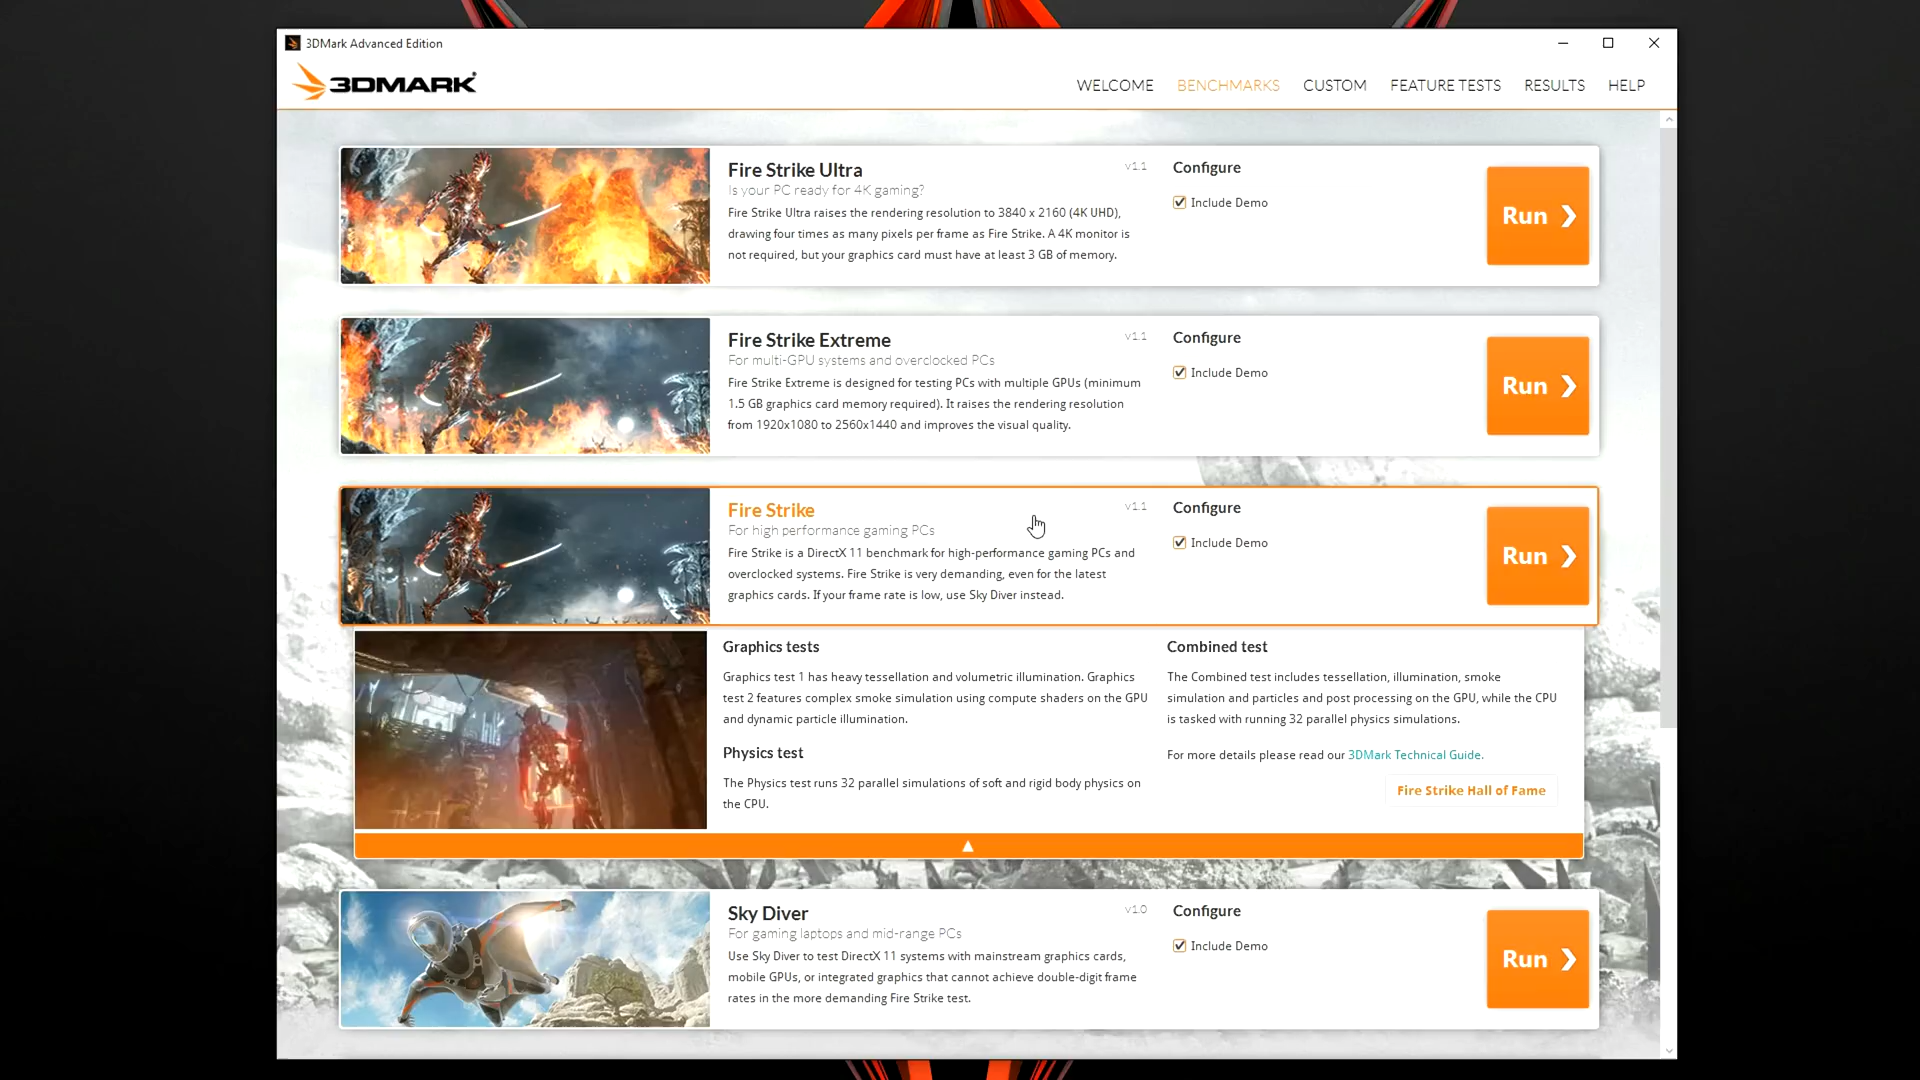 3DMark Advanced Edition
3DMARK
WELCOME BENCHMARKS CUSTOM FEATURE TESTS RESULTS HELP
Fire Strike Ultra v1.1
Is your PC ready for 4K gaming?
Fire Strike Ultra raises the rendering resolution to 3840 x 2160 (4K UHD),
drawing four times as many pixels per frame as Fire Strike. A 4K monitor is
not required, but your graphics card must have at least 3 GB of memory.
Configure
Include Demo
Run
Fire Strike Extreme v1.1
For multi-GPU systems and overclocked PCs
Fire Strike Extreme is designed for testing PCs with multiple GPUs (minimum
1.5 GB graphics card memory required). It raises the rendering resolution
from 1920x1080 to 2560x1440 and improves the visual quality.
Configure
Include Demo
Run
Fire Strike v1.1
For high performance gaming PCs
Fire Strike is a DirectX 11 benchmark for high-performance gaming PCs and
overclocked systems. Fire Strike is very demanding, even for the latest
graphics cards. If your frame rate is low, use Sky Diver instead.
Configure
Include Demo
Run
Graphics tests
Graphics test 1 has heavy tessellation and volumetric illumination. Graphics
test 2 features complex smoke simulation using compute shaders on the GPU
and dynamic particle illumination.
Physics test
The Physics test runs 32 parallel simulations of soft and rigid body physics on
the CPU.
Combined test
The Combined test includes tessellation, illumination, smoke
simulation and particles and post processing on the GPU, while the CPU
is tasked with running 32 parallel physics simulations.
For more details please read our 3DMark Technical Guide.
Fire Strike Hall of Fame
Sky Diver v1.0
For gaming laptops and mid-range PCs
Use Sky Diver to test DirectX 11 systems with mainstream graphics cards,
mobile GPUs, or integrated graphics that cannot achieve double-digit frame
rates in the more demanding Fire Strike test.
Configure
Include Demo
Run